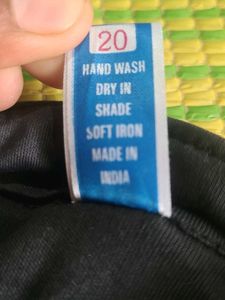 20
HAND WASH
DRY IN
SHADE
SOFT IRON
MADE IN
INDIA